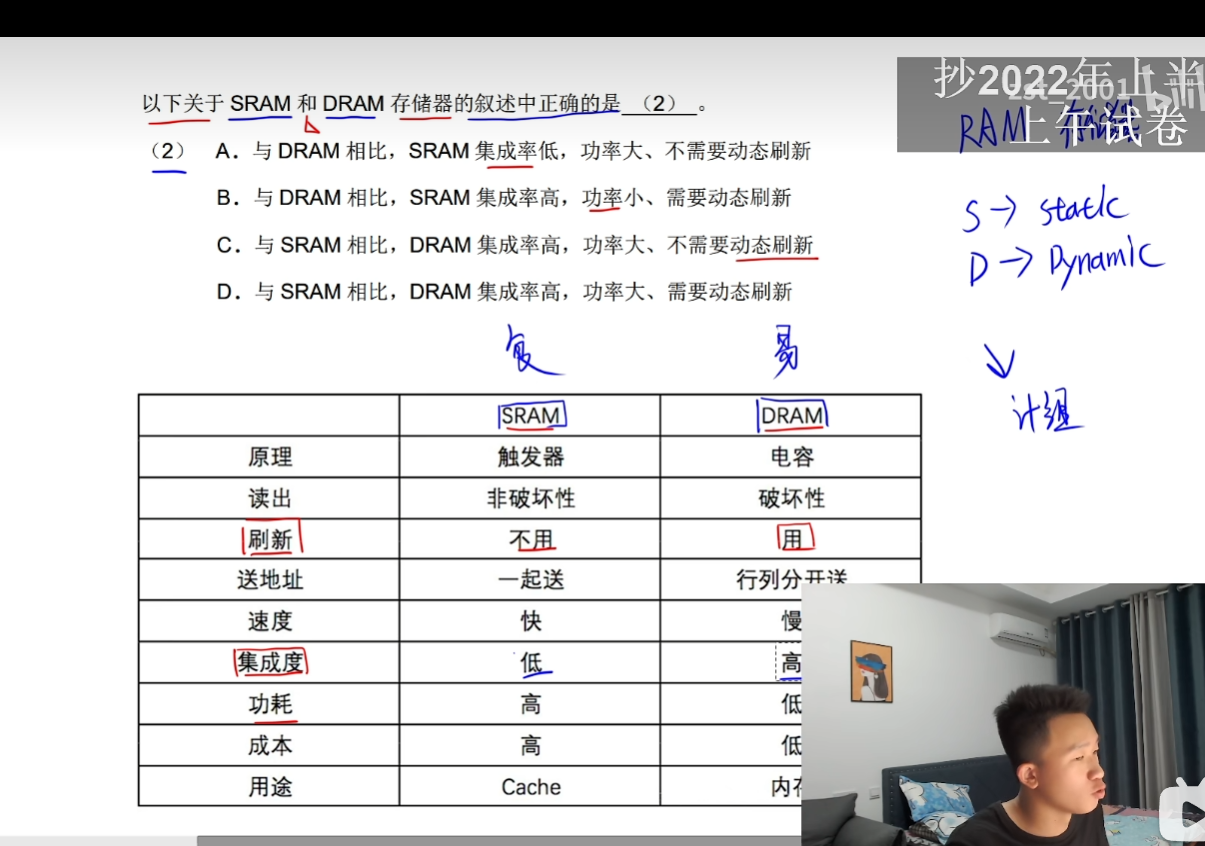 抄2022年上半
上午试卷
以下关于 SRAM 和 DRAM 存储器的叙述中正确的是 （2） 。
RAM
（2） A．与 DRAM 相比，SRAM 集成率低，功率大、不需要动态刷新
B．与 DRAM 相比，SRAM 集成率高，功率小、需要动态刷新
S → static
C．与 SRAM 相比，DRAM 集成率高，功率大、不需要动态刷新
D → Dynamic
D．与 SRAM 相比，DRAM 集成率高，功率大、需要动态刷新
复 易
计组
SRAM DRAM
原理 触发器 电容
读出 非破坏性 破坏性
刷新 不用 用
送地址 一起送 行列分开送
速度 快 慢
集成度 低 高
功耗 高 低
成本 高 低
用途 Cache 内存